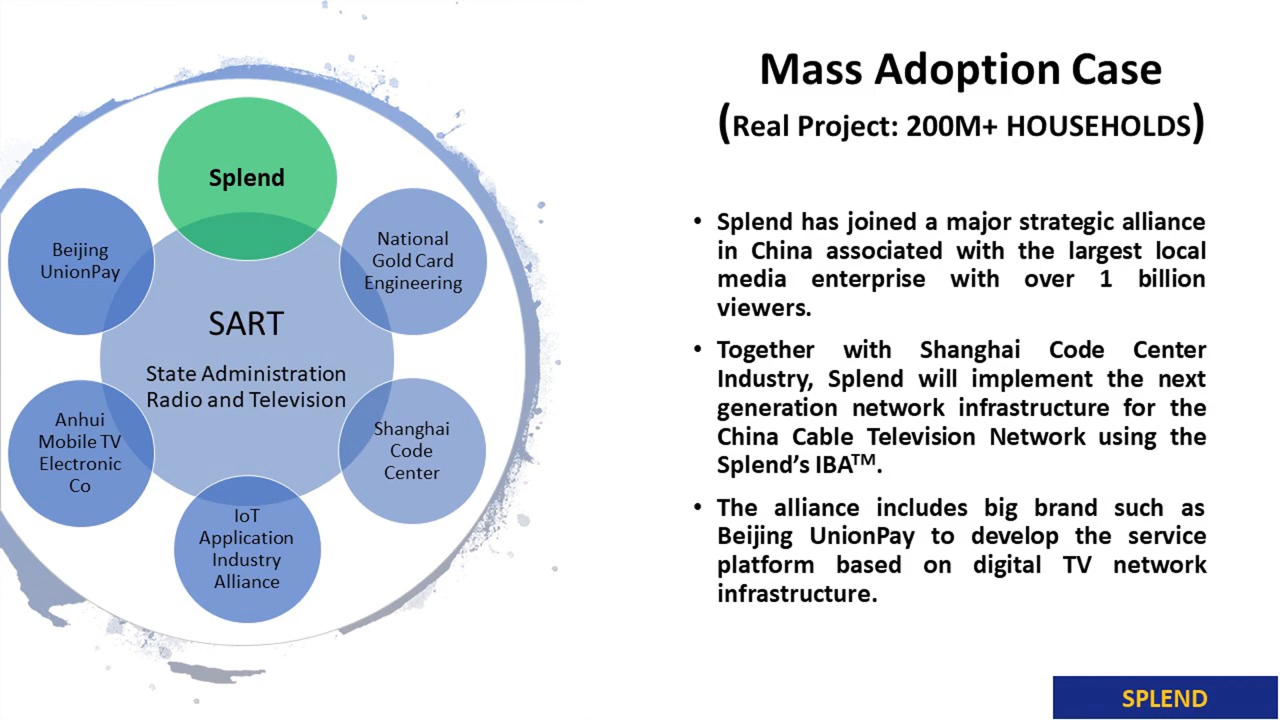 Mass Adoption Case
(Real Project: 200M+ HOUSEHOLDS)
Splend
Beijing
UnionPay
National
Gold Card
Engineering
SART
State Administration
Radio and Television
Anhui
Mobile TV
Electronic
Co
Shanghai
Code
Center
IoT
Application
Industry
Alliance
• Splend has joined a major strategic alliance
in China associated with the largest local
media enterprise with over 1 billion
viewers.
• Together with Shanghai Code Center
Industry, Splend will implement the next
generation network infrastructure for the
China Cable Television Network using the
Splend's IBA™.
• The alliance includes big brand such as
Beijing UnionPay to develop the service
platform based on digital TV network
infrastructure.
SPLEND